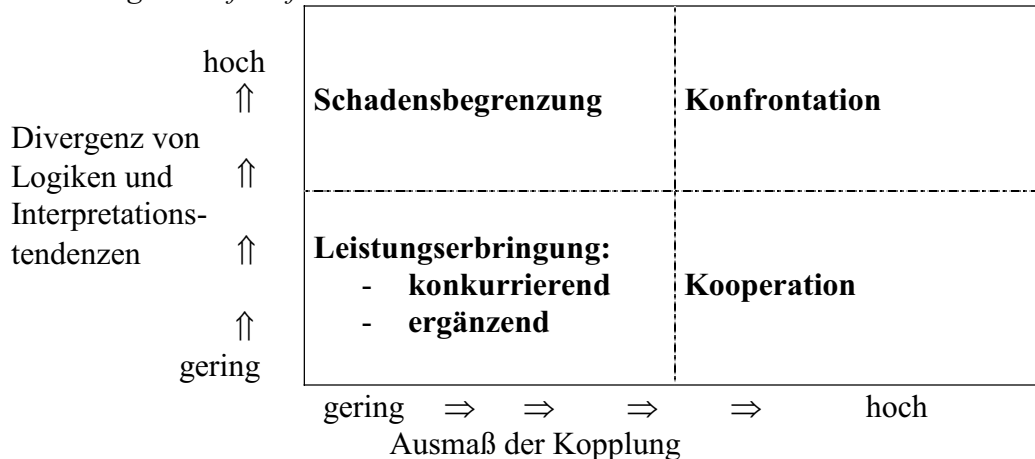 hoch
⇑ Schadensbegrenzung Konfrontation
Divergenz von
Logiken und ⇑
Interpretations-
tendenzen ⇑ Leistungserbringung:
- konkurrierend Kooperation
⇑ - ergänzend
gering
gering ⇒ ⇒ ⇒ ⇒ hoch
Ausmaß der Kopplung